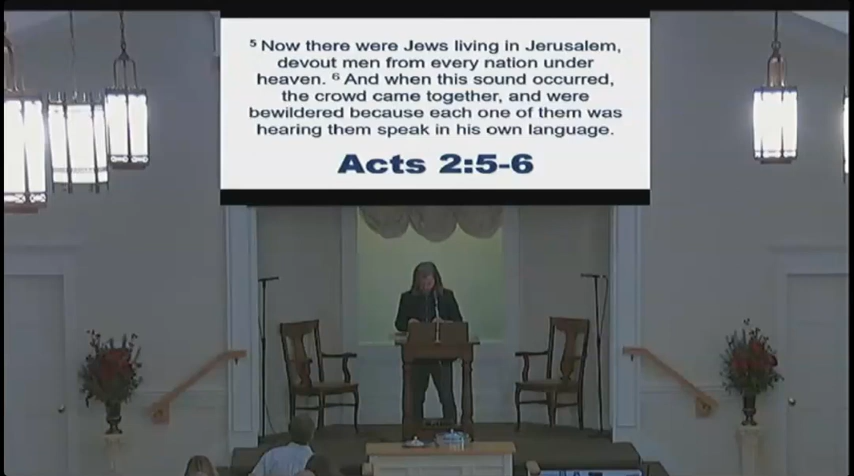 ⁵ Now there were Jews living in Jerusalem,
devout men from every nation under
heaven. ⁶ And when this sound occurred,
the crowd came together, and were
bewildered because each one of them was
hearing them speak in his own language.
Acts 2:5-6